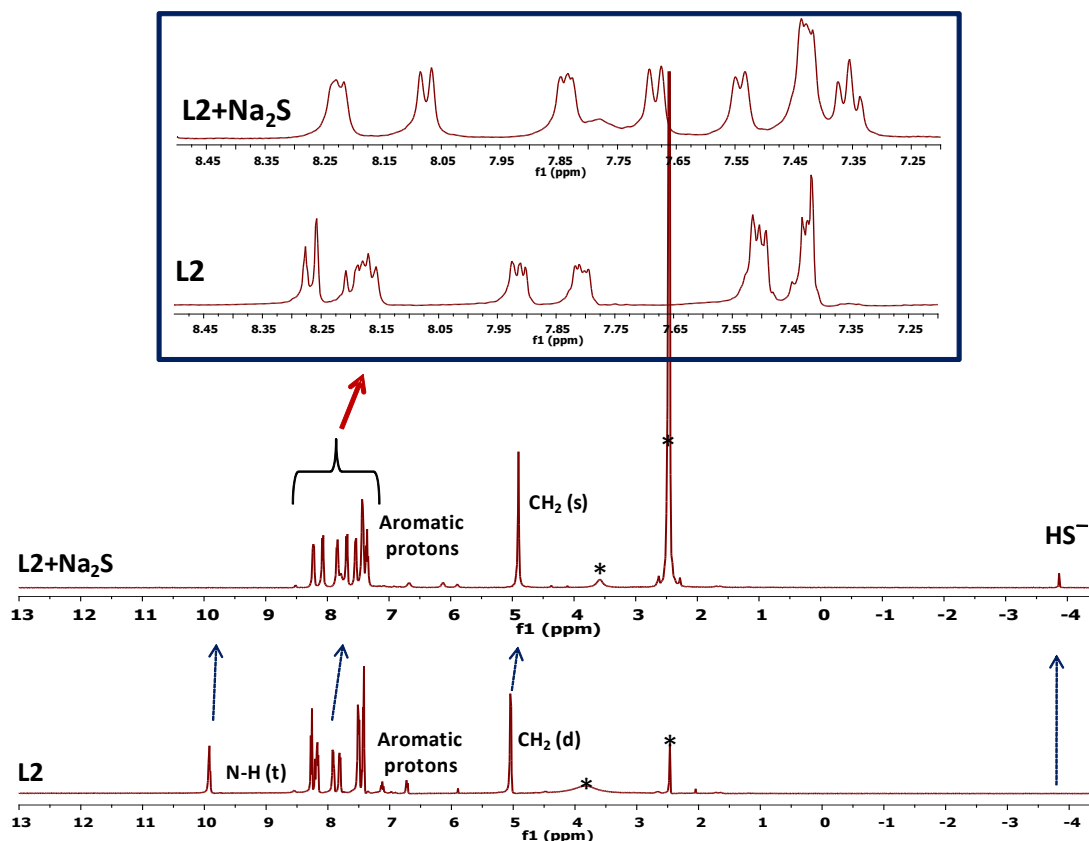 L2+Na₂S
8.45 8.35 8.25 8.15 8.05 7.95 7.85 7.75 7.65 7.55 7.45 7.35 7.25
f1 (ppm)
L2
8.45 8.35 8.25 8.15 8.05 7.95 7.85 7.75 7.65 7.55 7.45 7.35 7.25
f1 (ppm)
*
CH₂ (s)
Aromatic
protons
HS⁻
L2+Na₂S
*
13 12 11 10 9 8 7 6 5 4 3 2 1 0 -1 -2 -3 -4
f1 (ppm)
Aromatic
protons
CH₂ (d)
*
N-H (t)
L2
*
13 12 11 10 9 8 7 6 5 4 3 2 1 0 -1 -2 -3 -4
f1 (ppm)